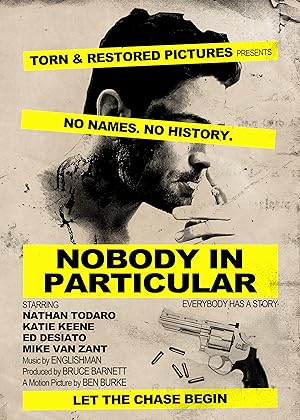 TORN & RESTORED PICTURES PRESENTS
NO NAMES. NO HISTORY.
NOBODY IN
PARTICULAR
STARRING
EVERYBODY HAS A STORY
NATHAN TODARO
KATIE KEENE
ED DESIATO
MIKE VAN ZANT
Music by ENGLISHMAN
Produced by BRUCE BARNETT
A Motion Picture by BEN BURKE
LET THE CHASE BEGIN